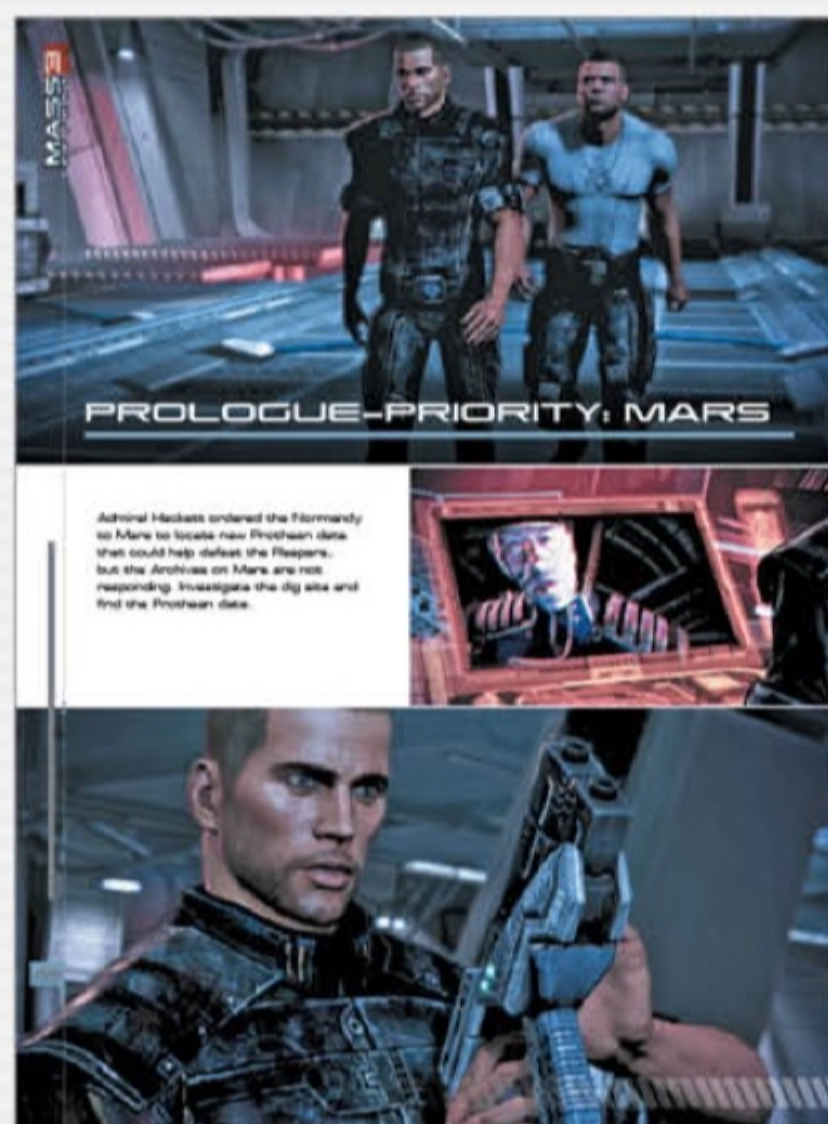 MASS3
PROLOGUE-PRIORITY: MARS
Admiral Hackett ordered the Normandy
to Mars to locate new Prothean data
that could help defeat the Reapers,
but the Archives on Mars are not
responding. Investigate the dig site and
find the Prothean data.